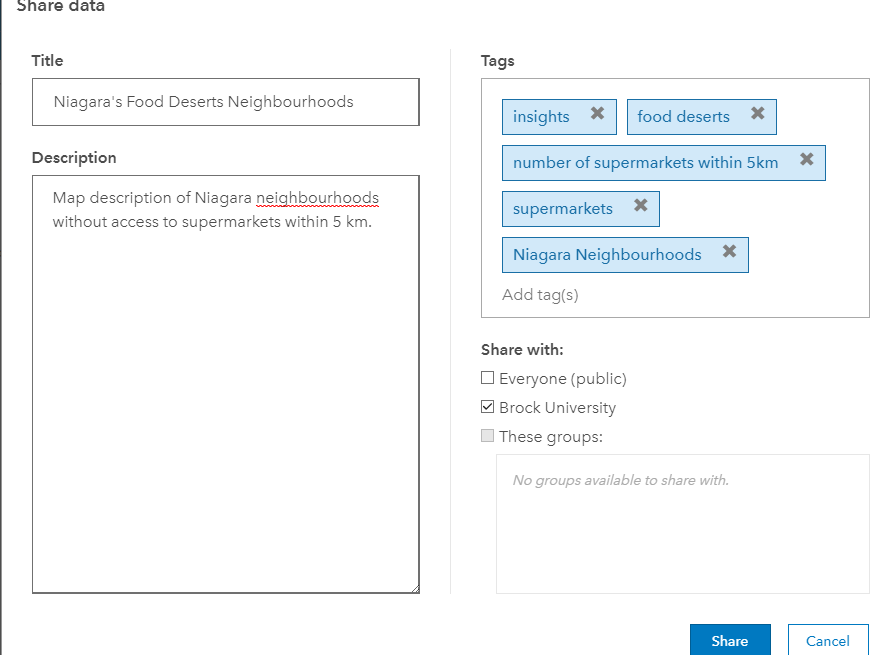 Share data
Title
Niagara's Food Deserts Neighbourhoods
Description
Map description of Niagara neighbourhoods
without access to supermarkets within 5 km.
Tags
insights ✖ food deserts ✖
number of supermarkets within 5km ✖
supermarkets ✖
Niagara Neighbourhoods ✖
Add tag(s)
Share with:
Everyone (public)
Brock University
These groups:
No groups available to share with.
Share Cancel